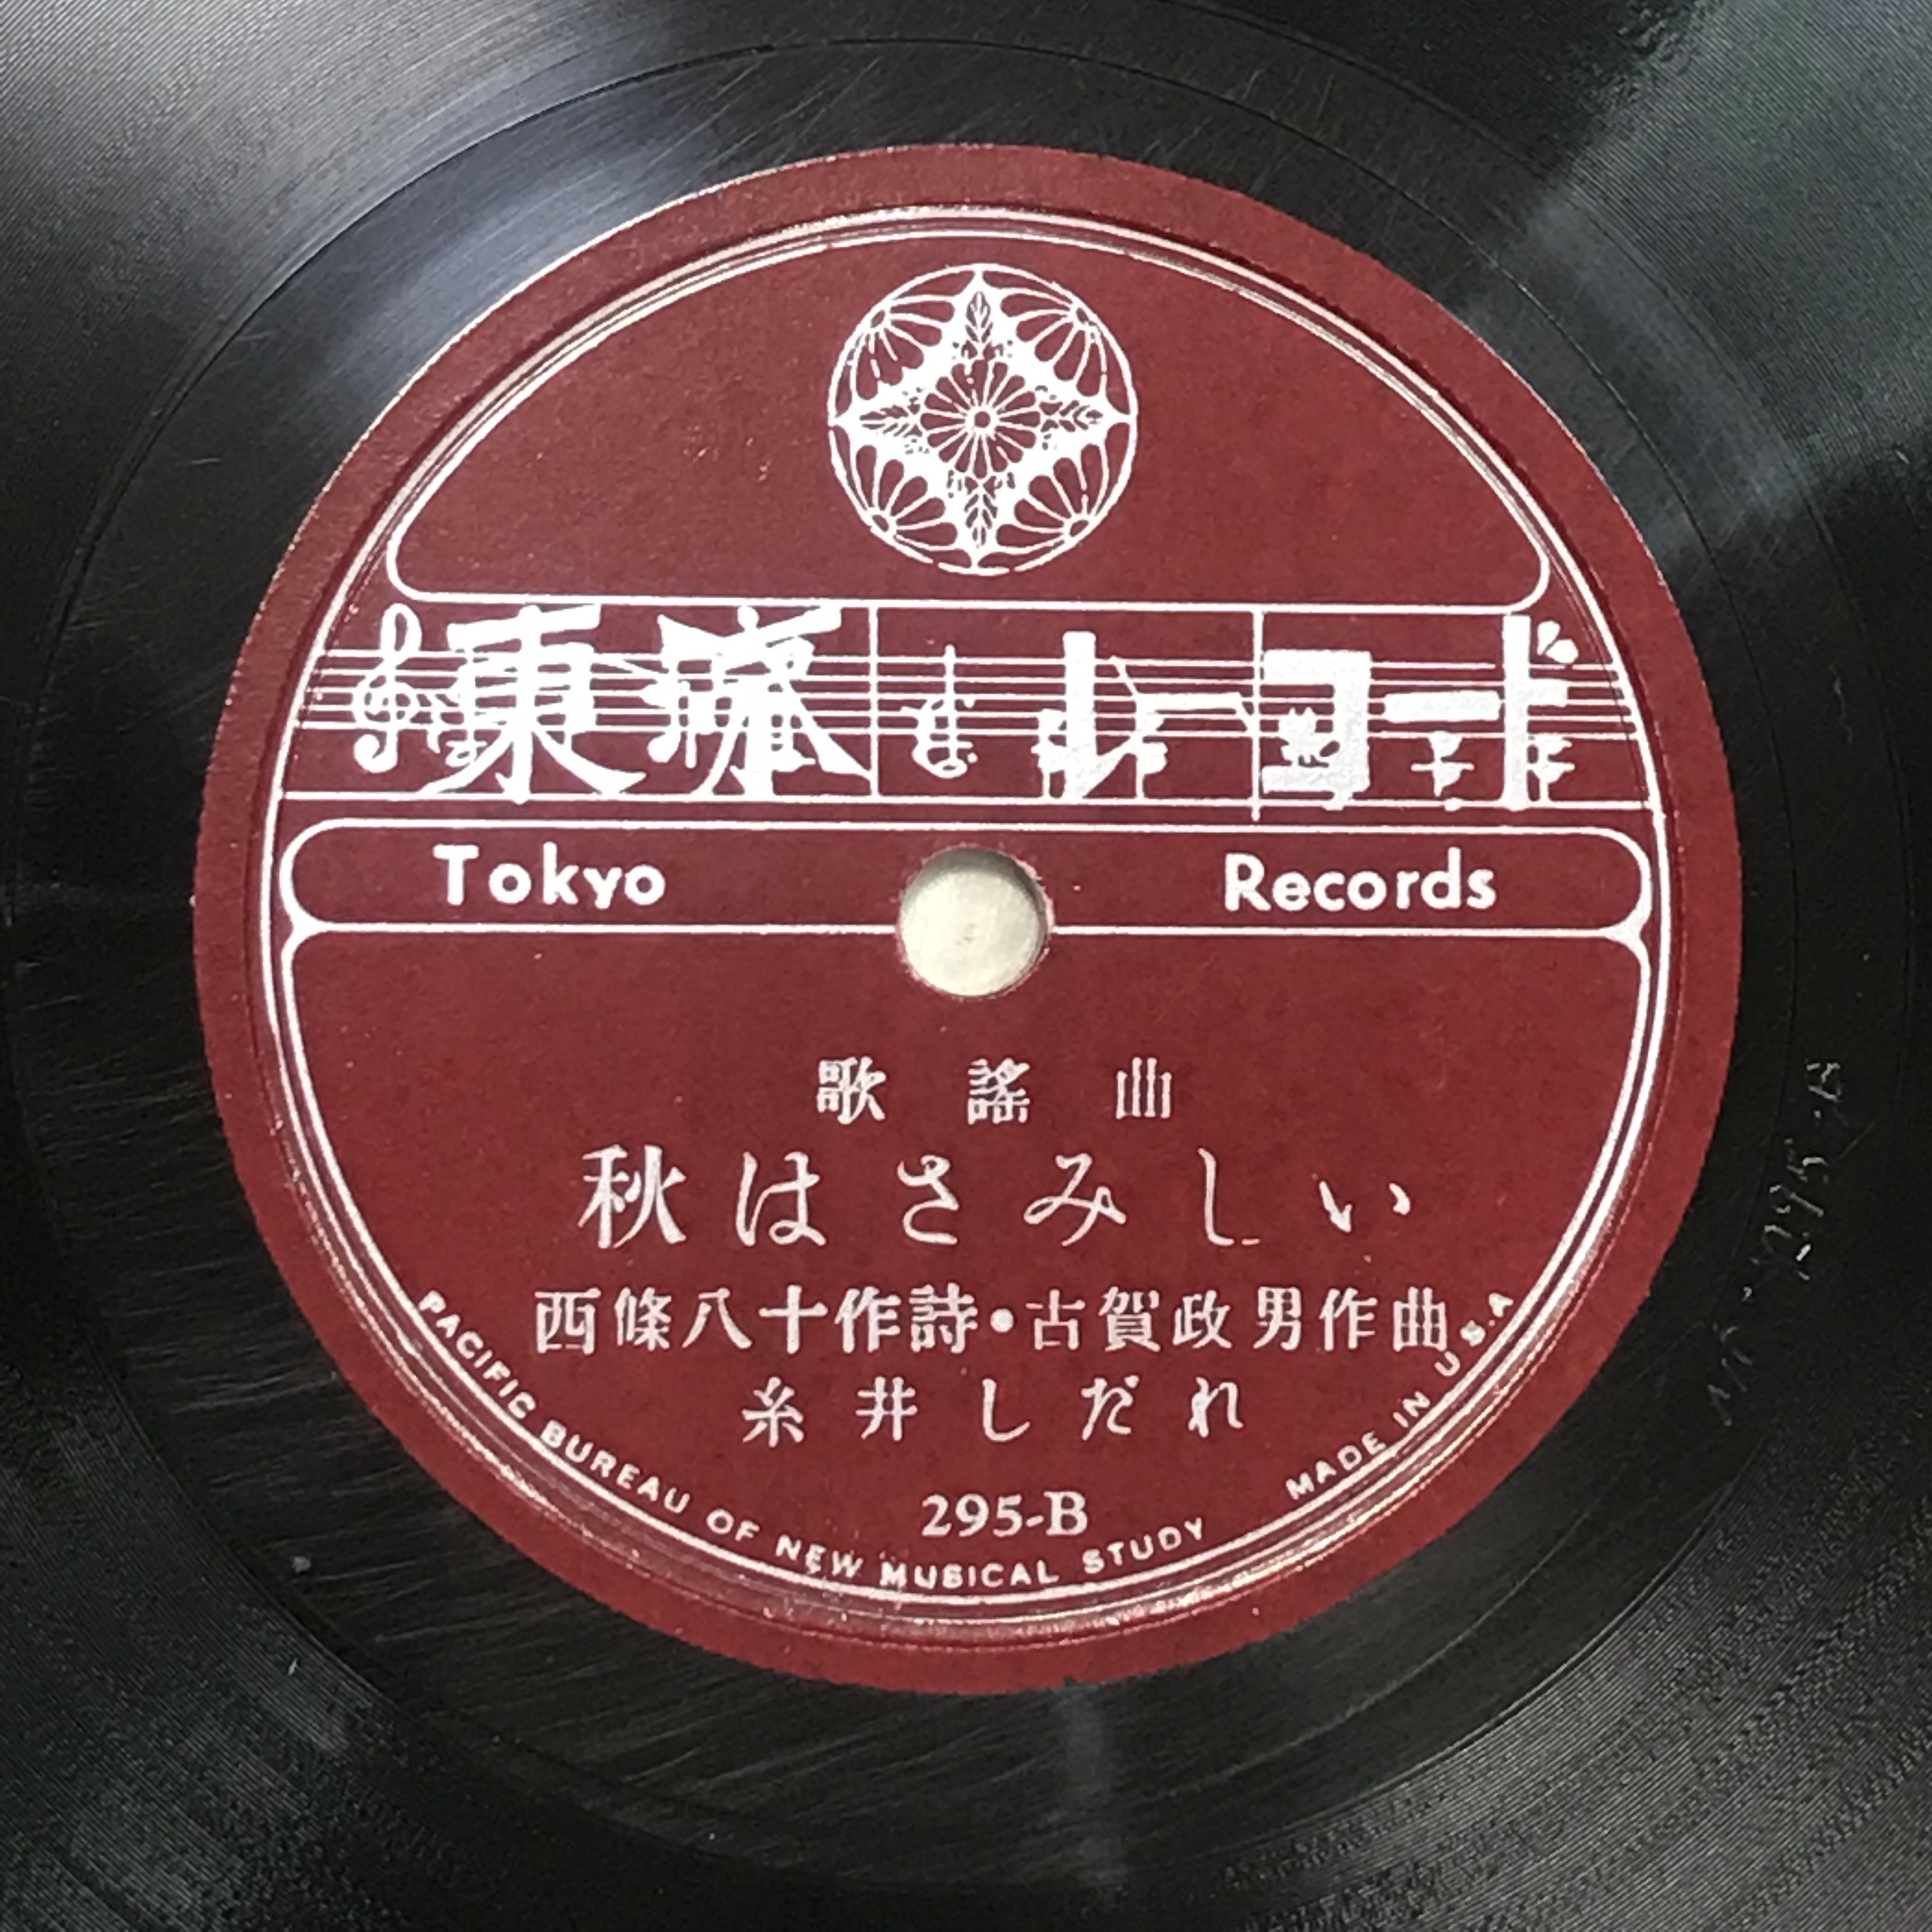 東京レコード
Tokyo Records
歌謡曲
秋はさみしい
西條八十作詩・古賀政男作曲
糸井しだれ
295-B
PACIFIC BUREAU OF NEW MUSICAL STUDY
MADE IN U.S.A